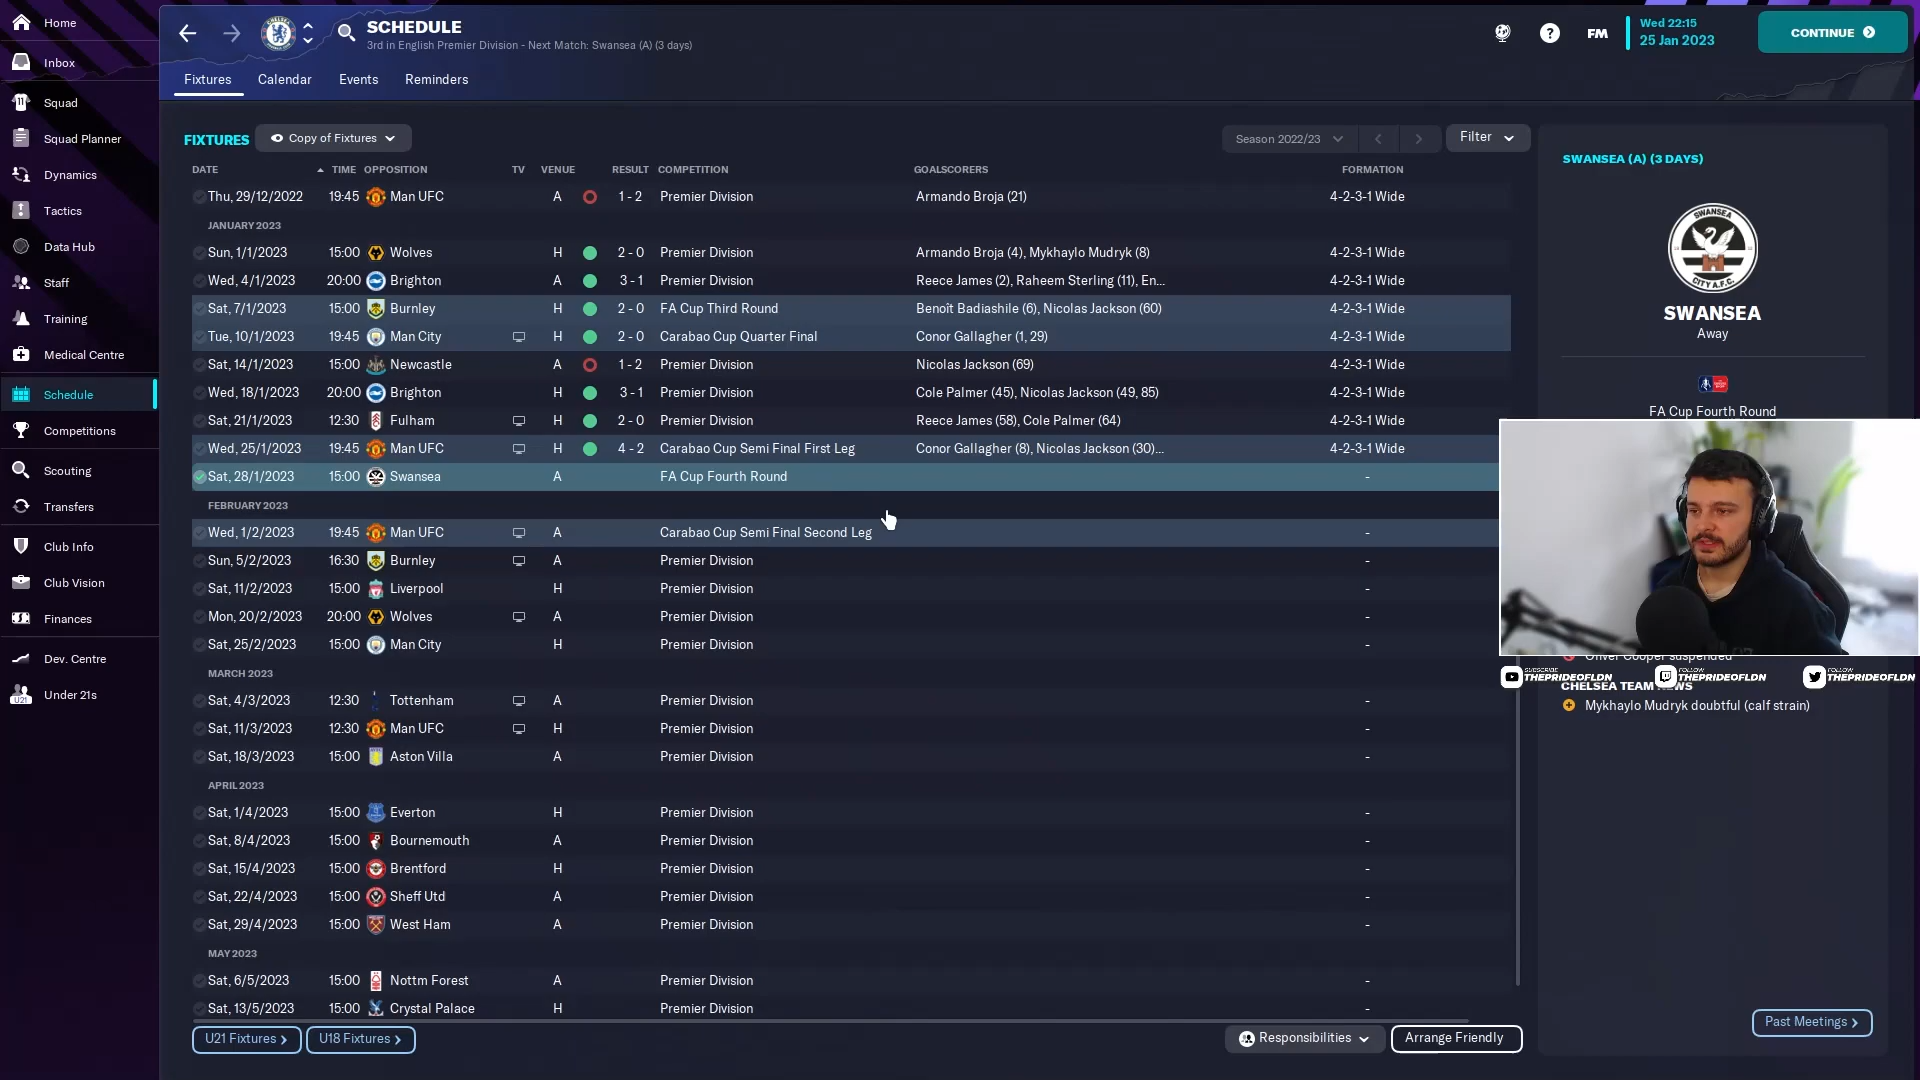 Home
Inbox
Squad
Squad Planner
Dynamics
Tactics
Data Hub
Staff
Training
Medical Centre
Schedule
Competitions
Scouting
Transfers
Club Info
Club Vision
Finances
Dev. Centre
Under 21s
SCHEDULE
3rd in English Premier Division - Next Match: Swansea (A) (3 days)
FM
Wed 22:15
25 Jan 2023
CONTINUE
Fixtures Calendar Events Reminders
FIXTURES Copy of Fixtures Season 2022/23 Filter
DATE TIME OPPOSITION TV VENUE RESULT COMPETITION GOALSCORERS FORMATION
Thu, 29/12/2022 19:45 Man UFC A 1 - 2 Premier Division Armando Broja (21) 4-2-3-1 Wide
JANUARY 2023
Sun, 1/1/2023 15:00 Wolves H 2 - 0 Premier Division Armando Broja (4), Mykhaylo Mudryk (8) 4-2-3-1 Wide
Wed, 4/1/2023 20:00 Brighton A 3 - 1 Premier Division Reece James (2), Raheem Sterling (11), En... 4-2-3-1 Wide
Sat, 7/1/2023 15:00 Burnley H 2 - 0 FA Cup Third Round Benoît Badiashile (6), Nicolas Jackson (60) 4-2-3-1 Wide
Tue, 10/1/2023 19:45 Man City H 2 - 0 Carabao Cup Quarter Final Conor Gallagher (1, 29) 4-2-3-1 Wide
Sat, 14/1/2023 15:00 Newcastle A 1 - 2 Premier Division Nicolas Jackson (69) 4-2-3-1 Wide
Wed, 18/1/2023 20:00 Brighton H 3 - 1 Premier Division Cole Palmer (45), Nicolas Jackson (49, 85) 4-2-3-1 Wide
Sat, 21/1/2023 12:30 Fulham H 2 - 0 Premier Division Reece James (58), Cole Palmer (64) 4-2-3-1 Wide
Wed, 25/1/2023 19:45 Man UFC H 4 - 2 Carabao Cup Semi Final First Leg Conor Gallagher (8), Nicolas Jackson (30)... 4-2-3-1 Wide
Sat, 28/1/2023 15:00 Swansea A FA Cup Fourth Round -
FEBRUARY 2023
Wed, 1/2/2023 19:45 Man UFC A Carabao Cup Semi Final Second Leg -
Sun, 5/2/2023 16:30 Burnley A Premier Division -
Sat, 11/2/2023 15:00 Liverpool H Premier Division -
Mon, 20/2/2023 20:00 Wolves A Premier Division -
Sat, 25/2/2023 15:00 Man City H Premier Division -
MARCH 2023
Sat, 4/3/2023 12:30 Tottenham A Premier Division -
Sat, 11/3/2023 12:30 Man UFC H Premier Division -
Sat, 18/3/2023 15:00 Aston Villa A Premier Division -
APRIL 2023
Sat, 1/4/2023 15:00 Everton H Premier Division -
Sat, 8/4/2023 15:00 Bournemouth A Premier Division -
Sat, 15/4/2023 15:00 Brentford H Premier Division -
Sat, 22/4/2023 15:00 Sheff Utd A Premier Division -
Sat, 29/4/2023 15:00 West Ham A Premier Division -
MAY 2023
Sat, 6/5/2023 15:00 Nottm Forest A Premier Division -
Sat, 13/5/2023 15:00 Crystal Palace H Premier Division -
U21 Fixtures U18 Fixtures Responsibilities Arrange Friendly
SWANSEA (A) (3 DAYS)
SWANSEA
CITY A.F.C.
SWANSEA
Away
FA Cup Fourth Round
Oliver Cooper suspended
SUBSCRIBE THEPRIDEOFLDN
FOLLOW THEPRIDEOFLDN
FOLLOW THEPRIDEOFLDN
CHELSEA TEAM NEWS
Mykhaylo Mudryk doubtful (calf strain)
Past Meetings